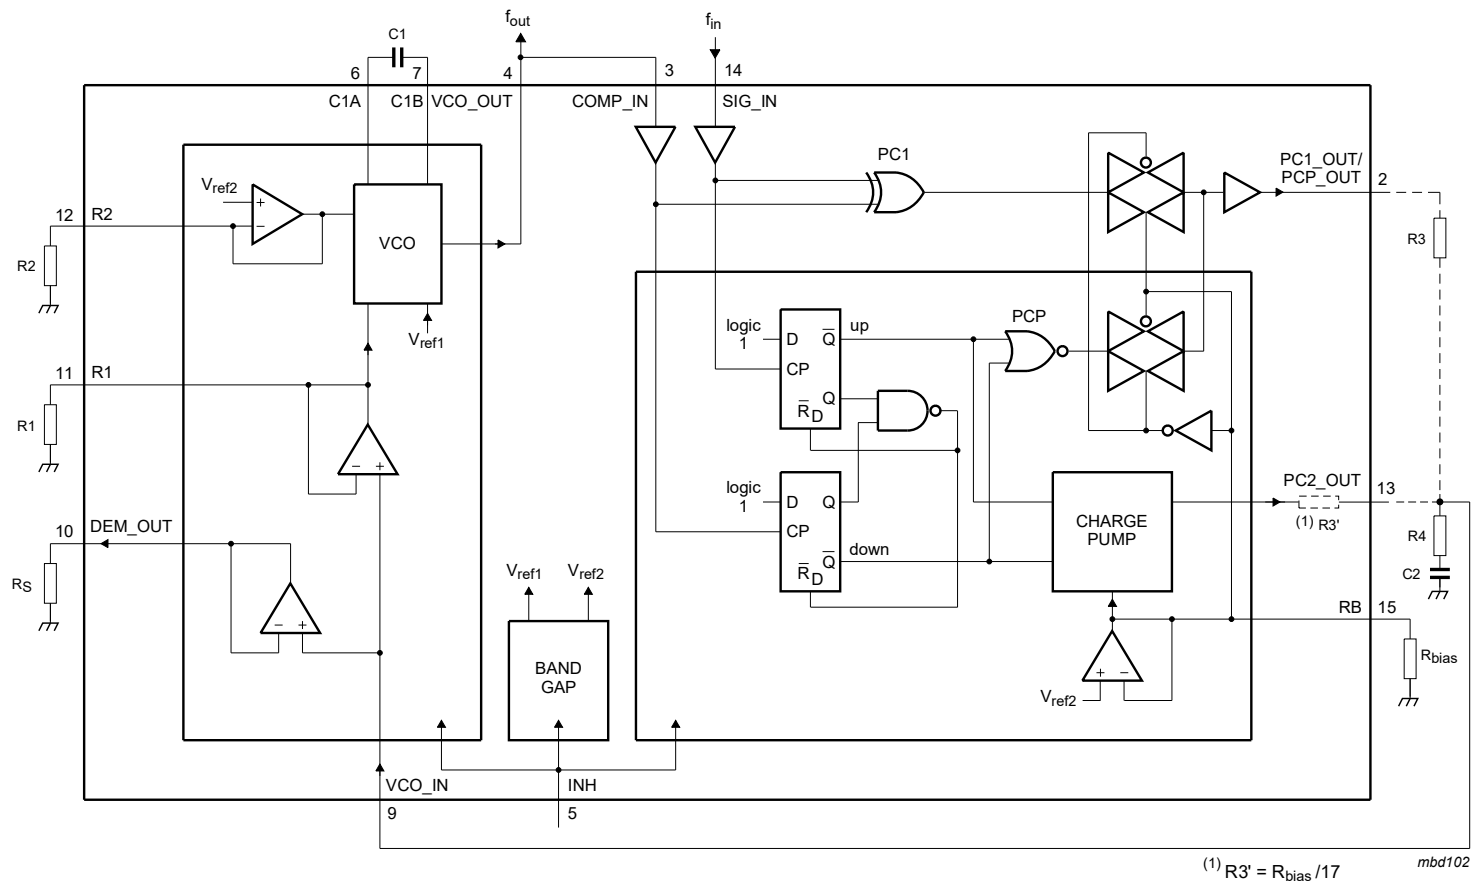 fout
fin
C1
6
7
4
3
14
C1A
C1B
VCO_OUT
COMP_IN
SIG_IN
PC1
PC1_OUT/
PCP_OUT
2
Vref2
+
−
12
R2
R2
VCO
R3
Vref1
logic
1
D
Q̅
up
CP
Q
R̅D
PCP
11
R1
R1
−
+
logic
1
D
Q
CP
Q̅
down
R̅D
CHARGE
PUMP
PC2_OUT
13
(1) R3'
R4
C2
10
DEM_OUT
RS
−
+
Vref1
Vref2
BAND
GAP
RB
15
Rbias
Vref2
+
−
VCO_IN
INH
9
5
(1) R3' = Rbias /17
mbd102